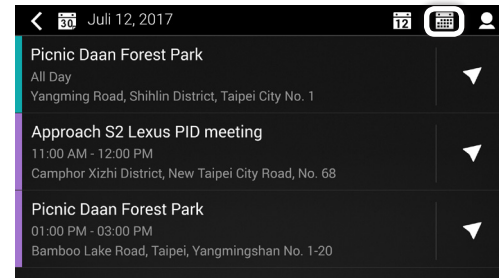 30 Juli 12, 2017 12
Picnic Daan Forest Park
All Day
Yangming Road, Shihlin District, Taipei City No. 1
Approach S2 Lexus PID meeting
11:00 AM - 12:00 PM
Camphor Xizhi District, New Taipei City Road, No. 68
Picnic Daan Forest Park
01:00 PM - 03:00 PM
Bamboo Lake Road, Taipei, Yangmingshan No. 1-20